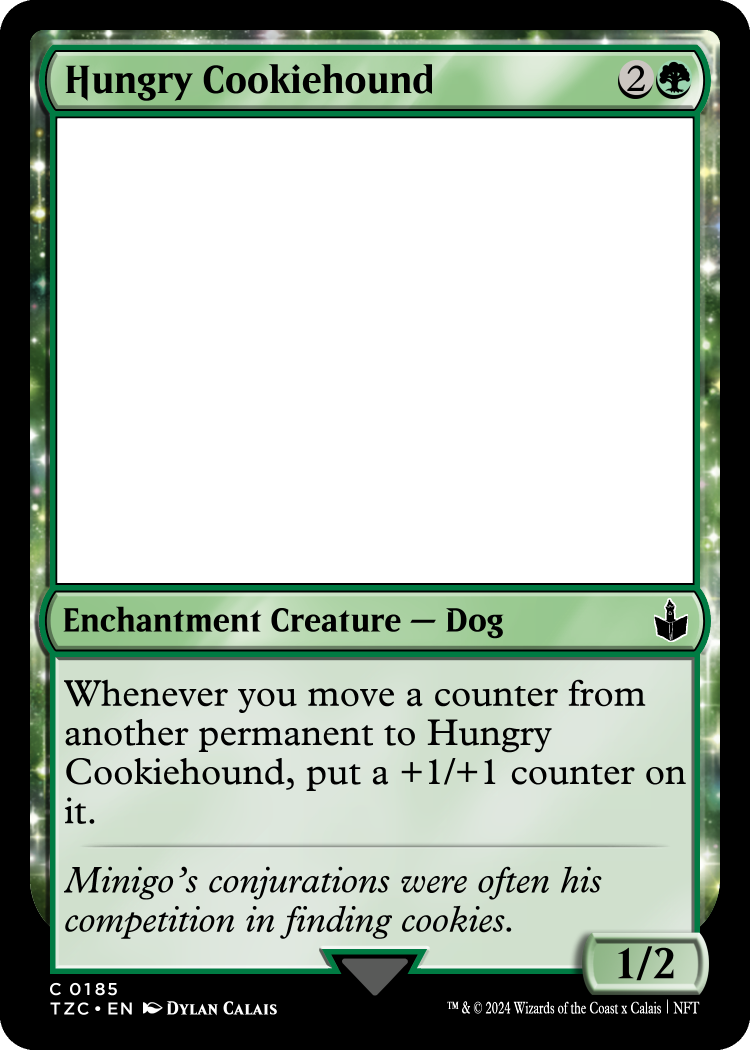 Hungry Cookiehound
2
Enchantment Creature — Dog
Whenever you move a counter from
another permanent to Hungry
Cookiehound, put a +1/+1 counter on
it.
Minigo's conjurations were often his
competition in finding cookies.
1/2
C 0185
TZC • EN DYLAN CALAIS
™ & © 2024 Wizards of the Coast x Calais | NFT